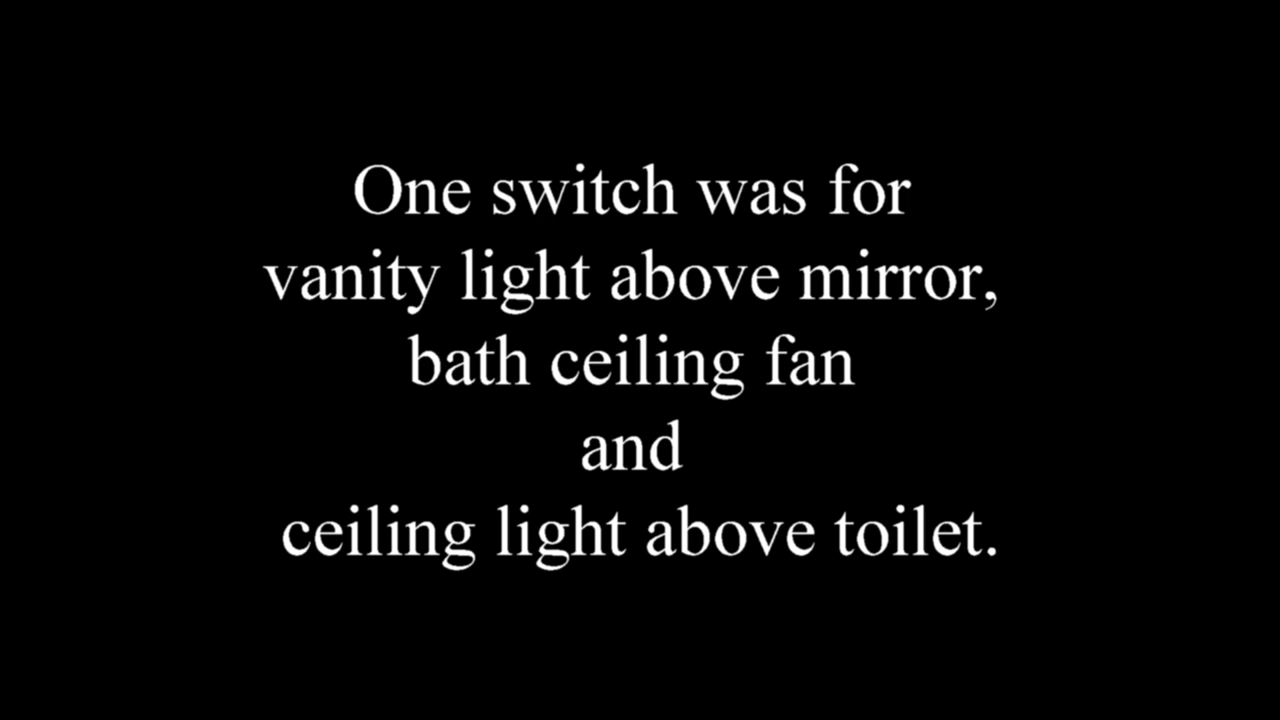 One switch was for
vanity light above mirror,
bath ceiling fan
and
ceiling light above toilet.